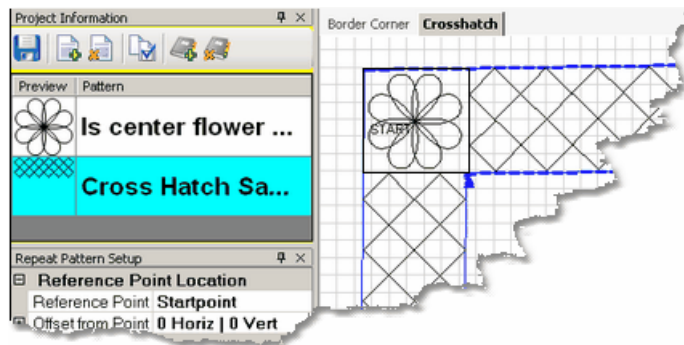 Project Information
Border Corner Crosshatch
Preview Pattern
Is center flower ...
START
Cross Hatch Sa...
Repeat Pattern Setup
Reference Point Location
Reference Point Startpoint
Offset from Point 0 Horiz | 0 Vert